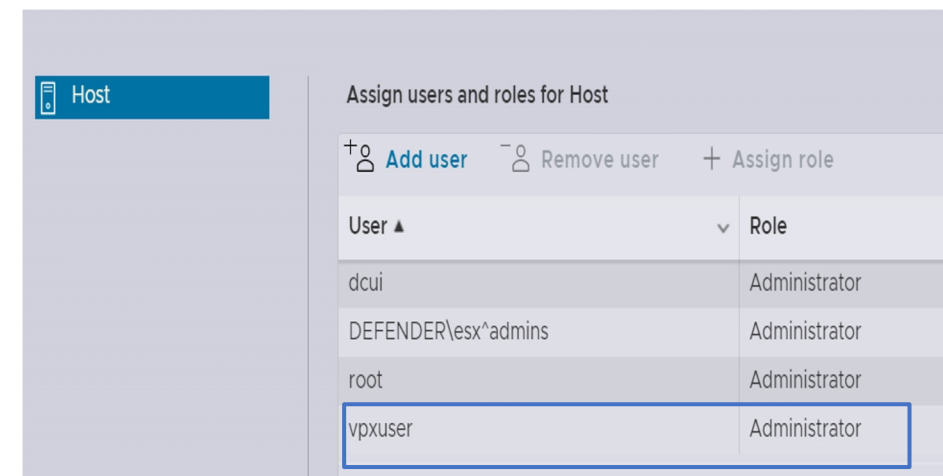 Host
Assign users and roles for Host
Add user Remove user Assign role
User Role
dcui Administrator
DEFENDER\esx^admins Administrator
root Administrator
vpxuser Administrator